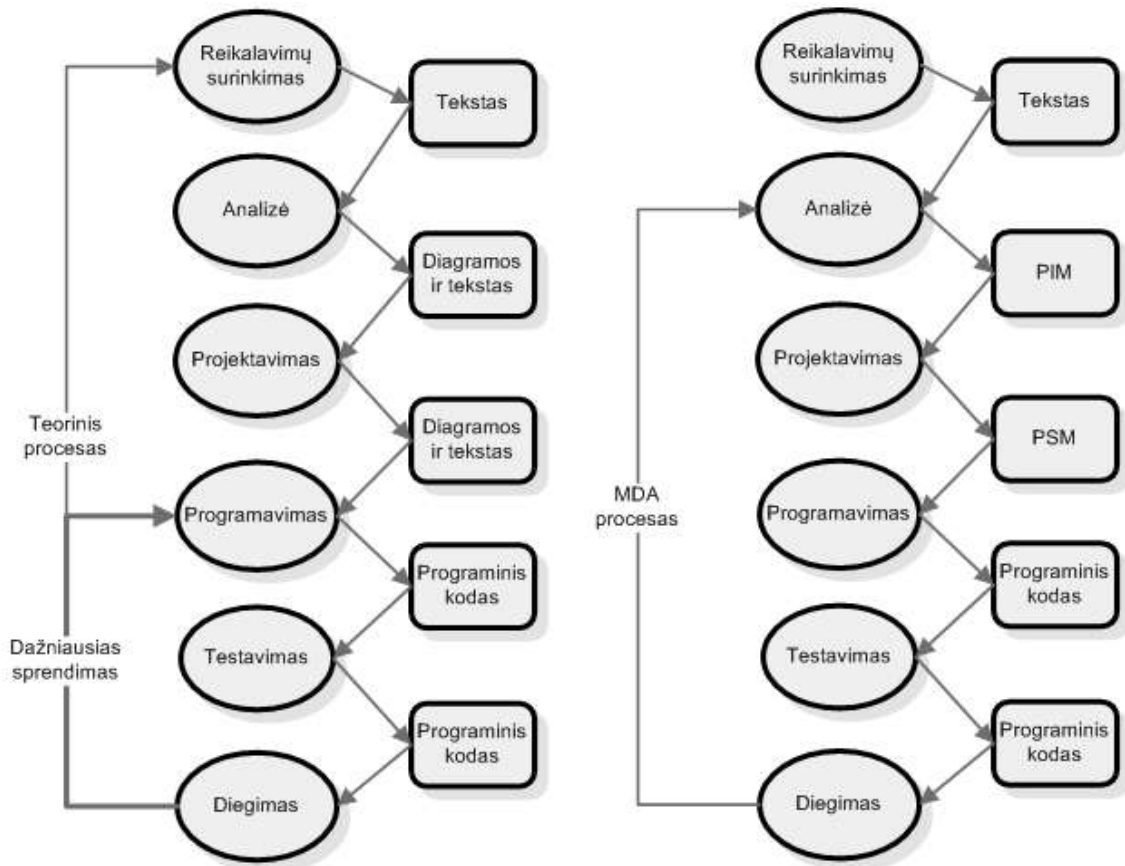 Reikalavimų
surinkimas
Tekstas
Analizė
Diagramos
ir tekstas
Projektavimas
Diagramos
ir tekstas
Teorinis
procesas
Programavimas
Programinis
kodas
Testavimas
Dažniausias
sprendimas
Programinis
kodas
Diegimas
Reikalavimų
surinkimas
Tekstas
Analizė
PIM
Projektavimas
PSM
MDA
procesas
Programavimas
Programinis
kodas
Testavimas
Programinis
kodas
Diegimas